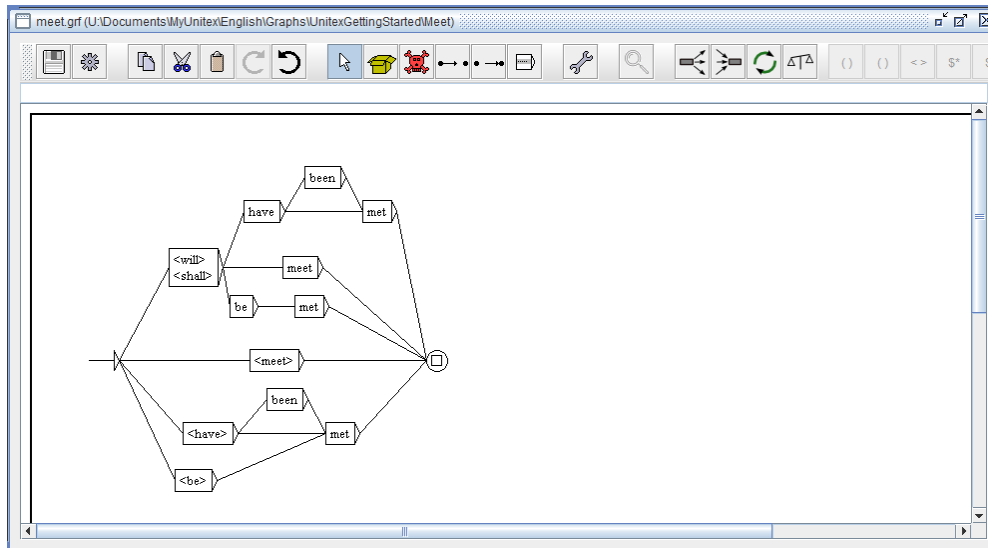 meet.grf (U:\Documents\MyUnitex\English\Graphs\UnitexGettingStarted\Meet)
( )
( )
< >
$*
been
have
met
<will>
<shall>
meet
be
met
<meet>
been
<have>
met
<be>